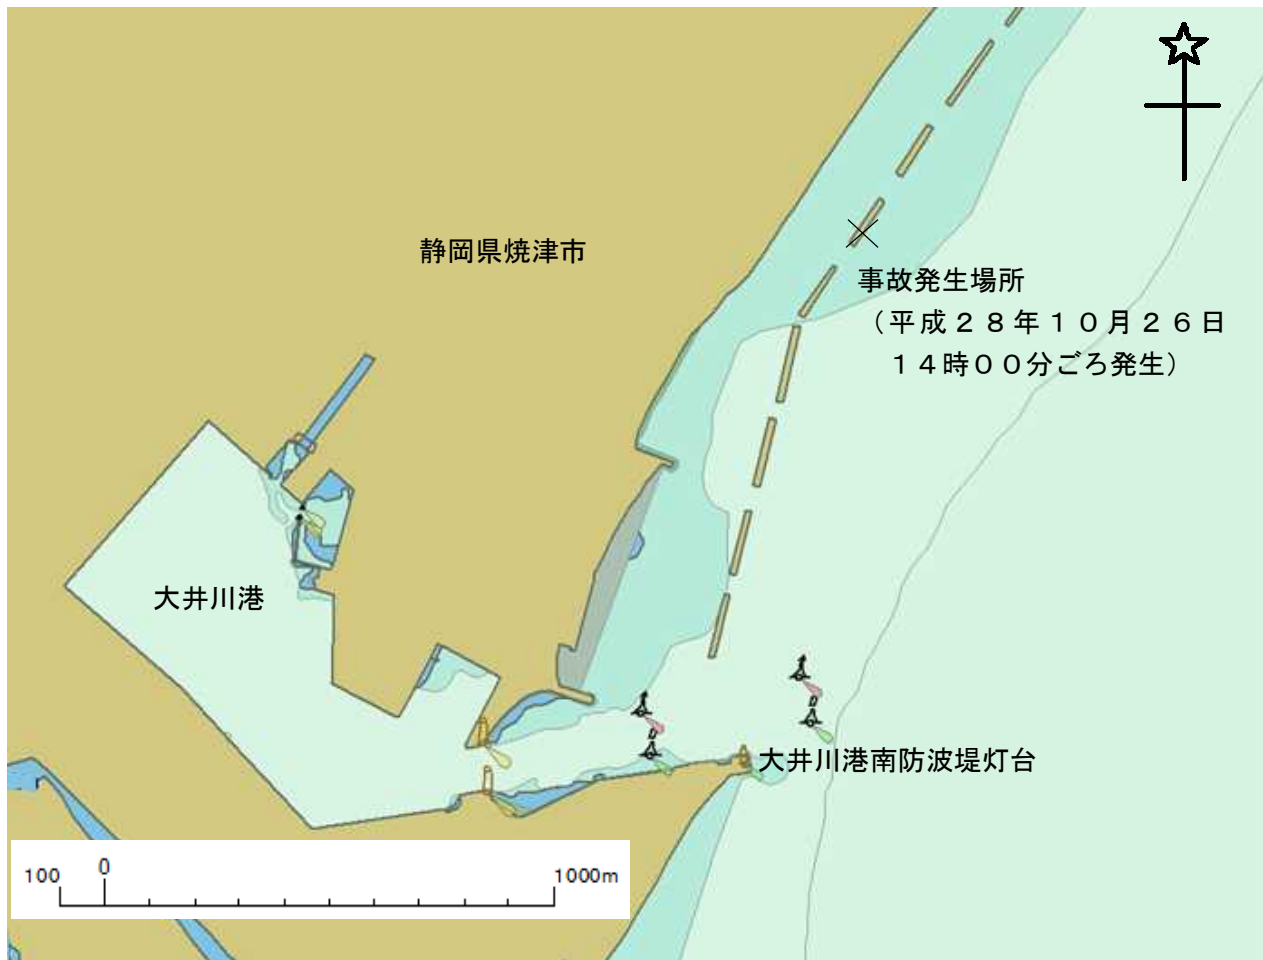 静岡県焼津市
事故発生場所
（平成２８年１０月２６日
１４時００分ごろ発生）
大井川港
大井川港南防波堤灯台
100 0 1000m